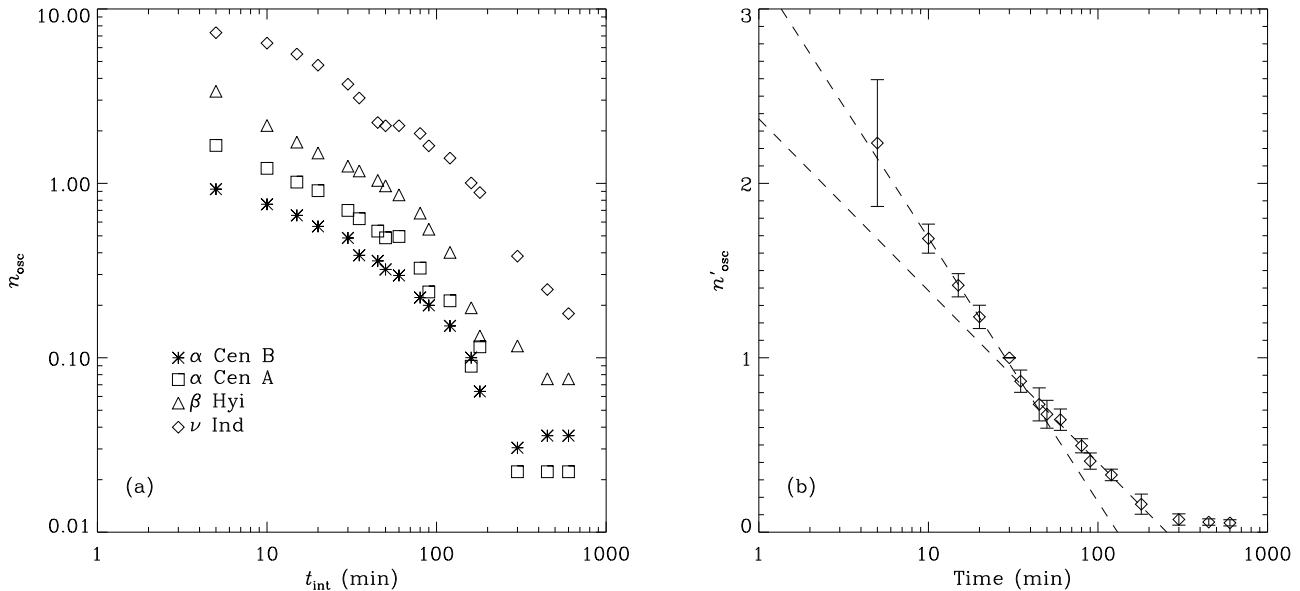 10.00
1.00
0.10
0.01
n_osc
α Cen B
α Cen A
β Hyi
ν Ind
(a)
1 10 100 1000
t_int (min)
3
2
1
0
n'_osc
(b)
1 10 100 1000
Time (min)